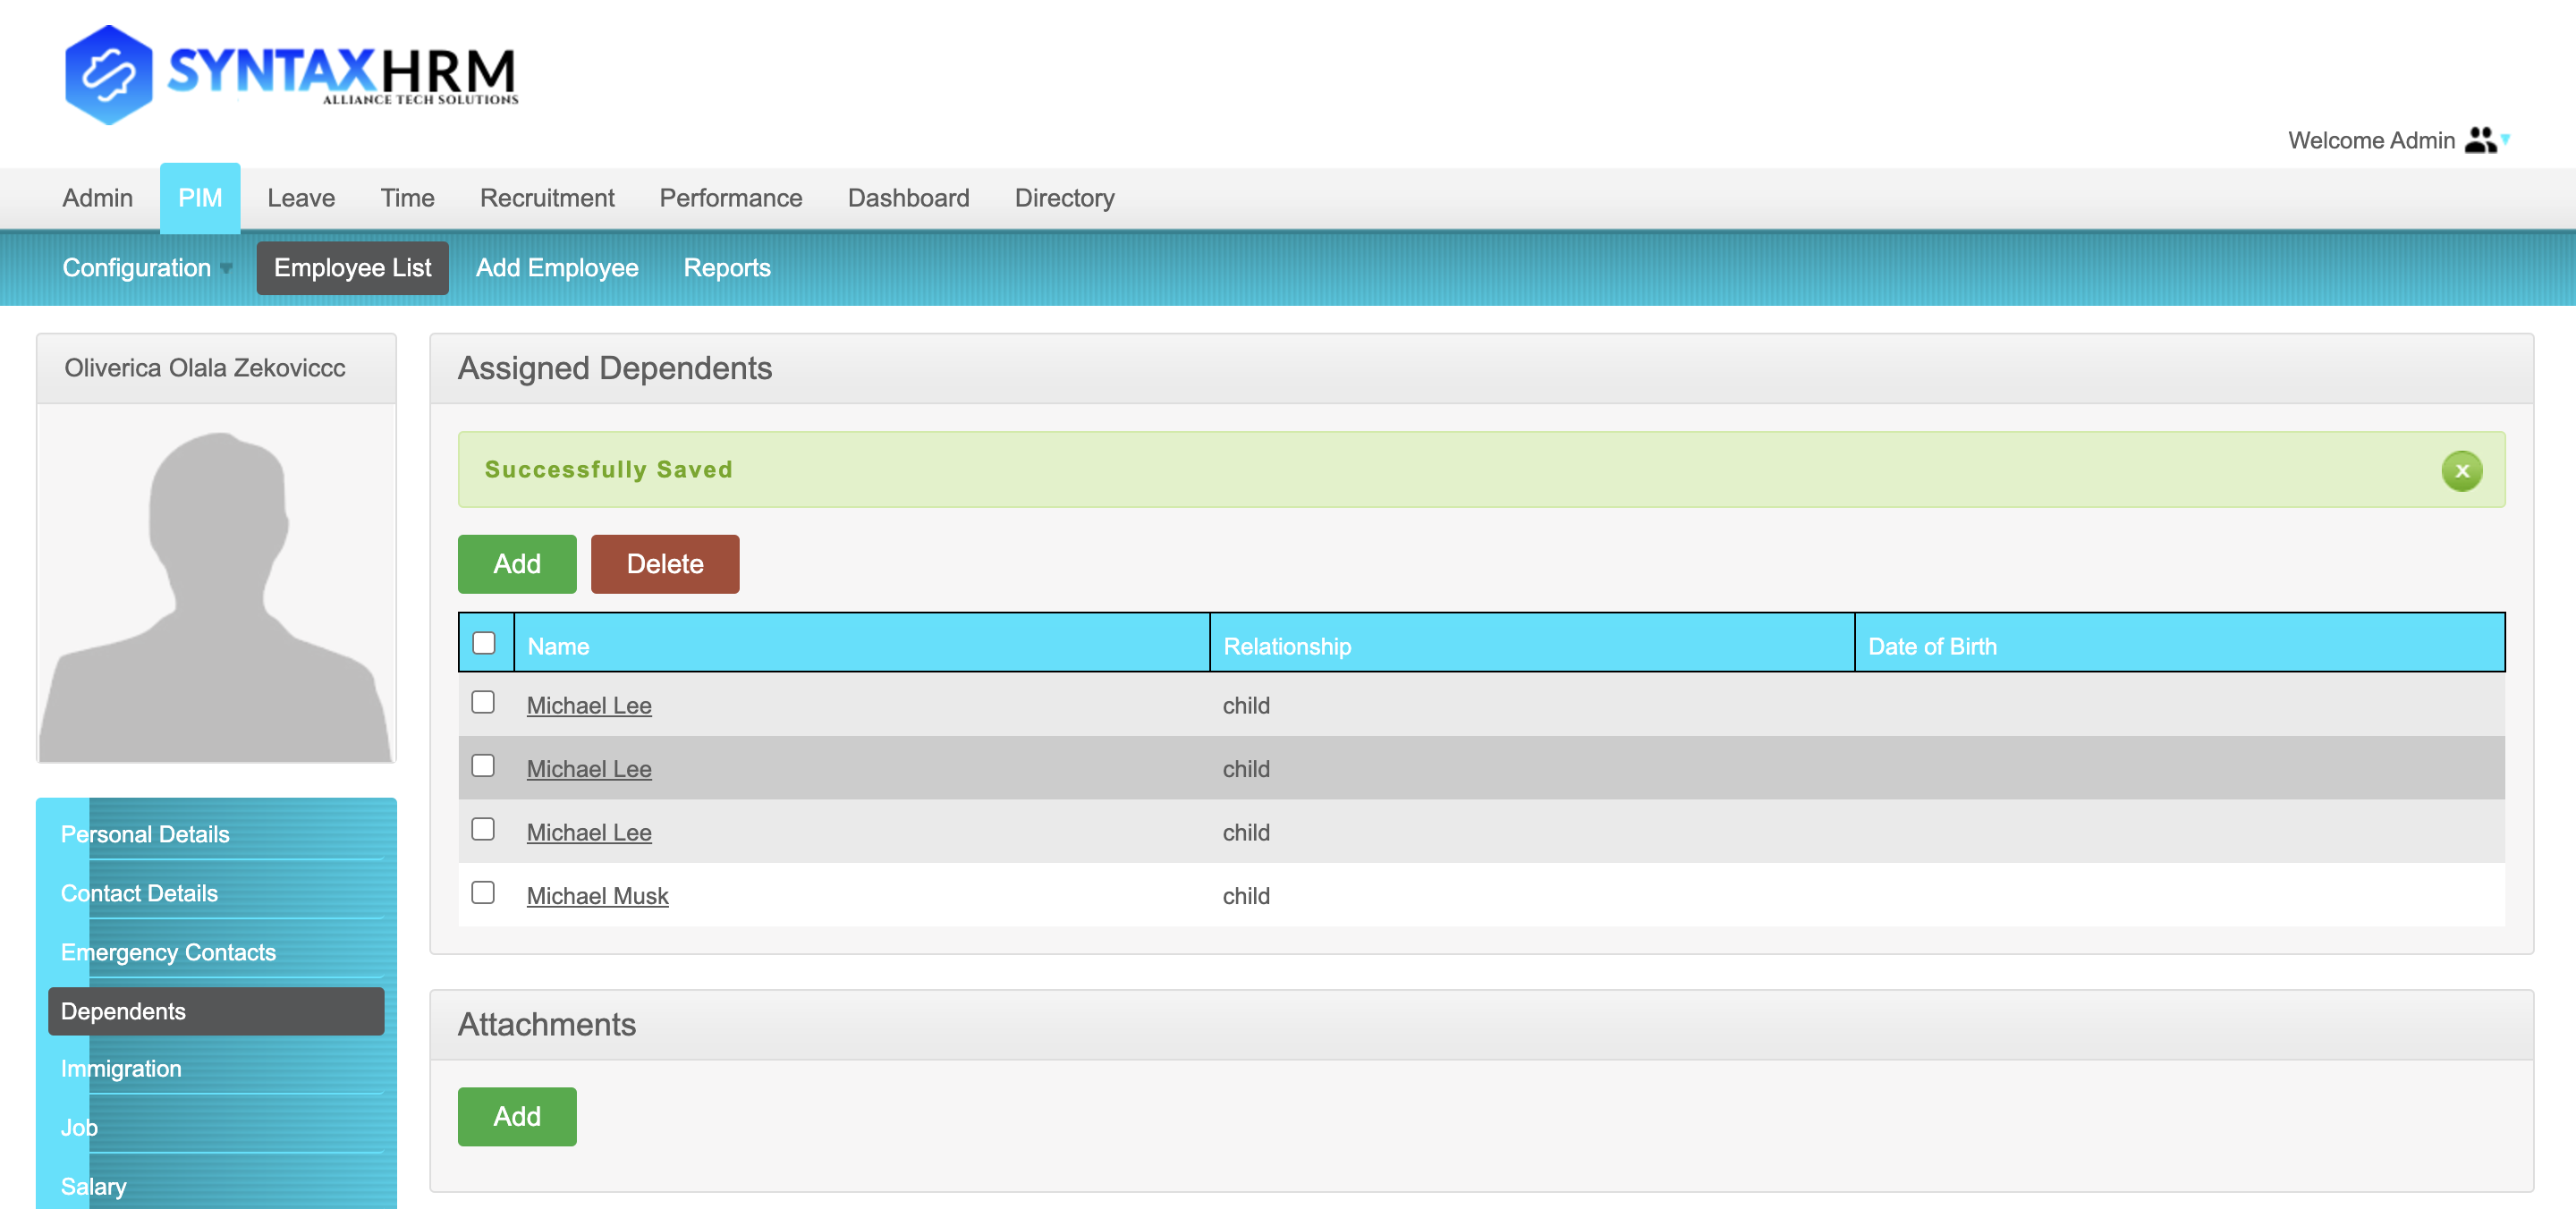 SYNTAXHRM
ALLIANCE TECH SOLUTIONS
Welcome Admin
Admin PIM Leave Time Recruitment Performance Dashboard Directory
Configuration Employee List Add Employee Reports
Oliverica Olala Zekoviccc
Personal Details
Contact Details
Emergency Contacts
Dependents
Immigration
Job
Salary
Assigned Dependents
Successfully Saved
x
Add Delete
Name Relationship Date of Birth
Michael Lee child
Michael Lee child
Michael Lee child
Michael Musk child
Attachments
Add